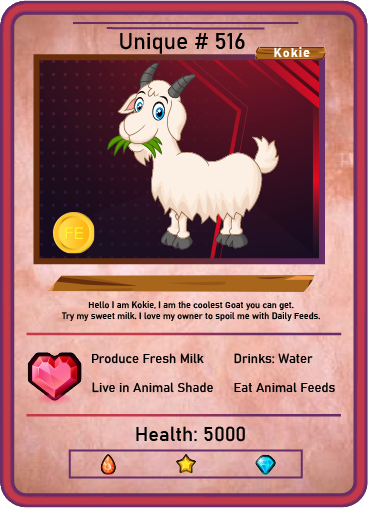 Unique # 516
Kokie
FE
Hello I am Kokie, I am the coolest Goat you can get.
Try my sweet milk. I love my owner to spoil me with Daily Feeds.
Produce Fresh Milk
Drinks: Water
Live in Animal Shade
Eat Animal Feeds
Health: 5000